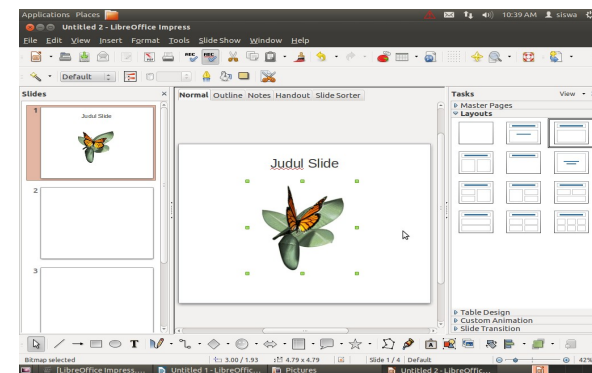 Applications Places 10:39 AM siswa
Untitled 2 - LibreOffice Impress
File Edit View Insert Format Tools Slide Show Window Help
Default
Slides
Normal Outline Notes Handout Slide Sorter
Tasks View
Master Pages
Layouts
1
Judul Slide
Judul Slide
2
3
Table Design
Custom Animation
Slide Transition
T
Bitmap selected 3.00 / 1.93 4.79 x 4.79 Slide 1 / 4 Default 42%
[LibreOffice Impress.... Untitled 1 - LibreOffic... Pictures Untitled 2 - LibreOffic...